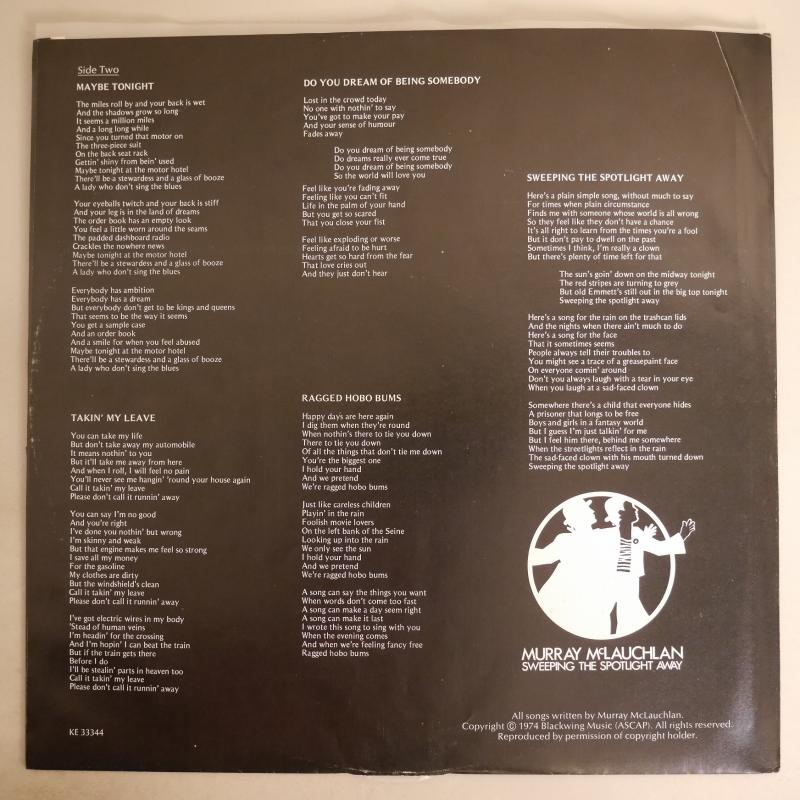 Side Two
MAYBE TONIGHT
The miles roll by and your back is wet
And the shadows grow so long
It seems a million miles
And a long long while
Since you turned that motor on
The three-piece suit
On the back seat rack
Gettin' shiny from bein' used
Maybe tonight at the motor hotel
There'll be a stewardess and a glass of booze
A lady who don't sing the blues
Your eyeballs twitch and your back is stiff
And your leg is in the land of dreams
The order book has an empty look
You feel a little worn around the seams
The padded dashboard radio
Crackles the nowhere news
Maybe tonight at the motor hotel
There'll be a stewardess and a glass of booze
A lady who don't sing the blues
Everybody has ambition
Everybody has a dream
But everybody don't get to be kings and queens
That seems to be the way it seems
You get a sample case
And an order book
And a smile for when you feel abused
Maybe tonight at the motor hotel
There'll be a stewardess and a glass of booze
A lady who don't sing the blues
TAKIN' MY LEAVE
You can take my life
But don't take away my automobile
It means nothin' to you
But it'll take me away from here
And when I roll, I will feel no pain
You'll never see me hangin' 'round your house again
Call it takin' my leave
Please don't call it runnin' away
You can say I'm no good
And you're right
I've done you nothin' but wrong
I'm skinny and weak
But that engine makes me feel so strong
I save all my money
For the gasoline
My clothes are dirty
But the windshield's clean
Call it takin' my leave
Please don't call it runnin' away
I've got electric wires in my body
'Stead of human veins
I'm headin' for the crossing
And I'm hopin' I can beat the train
But if the train gets there
Before I do
I'll be stealin' parts in heaven too
Call it takin' my leave
Please don't call it runnin' away
KE 33344
DO YOU DREAM OF BEING SOMEBODY
Lost in the crowd today
No one with nothin' to say
You've got to make your pay
And your sense of humour
Fades away
Do you dream of being somebody
Do dreams really ever come true
Do you dream of being somebody
So the world will love you
Feel like you're fading away
Feeling like you can't fit
Life in the palm of your hand
But you get so scared
That you close your fist
Feel like exploding or worse
Feeling afraid to be hurt
Hearts get so hard from the fear
That love cries out
And they just don't hear
RAGGED HOBO BUMS
Happy days are here again
I dig them when they're round
When nothin's there to tie you down
There to tie you down
Of all the things that don't tie me down
You're the biggest one
I hold your hand
And we pretend
We're ragged hobo bums
Just like careless children
Playin' in the rain
Foolish movie lovers
On the left bank of the Seine
Looking up into the rain
We only see the sun
I hold your hand
And we pretend
We're ragged hobo bums
A song can say the things you want
When words don't come too fast
A song can make a day seem right
A song can make it last
I wrote this song to sing with you
When the evening comes
And when we're feeling fancy free
Ragged hobo bums
SWEEPING THE SPOTLIGHT AWAY
Here's a plain simple song, without much to say
For times when plain circumstance
Finds me with someone whose world is all wrong
So they feel like they don't have a chance
It's all right to learn from the times you're a fool
But it don't pay to dwell on the past
Sometimes I think, I'm really a clown
But there's plenty of time left for that
The sun's goin' down on the midway tonight
The red stripes are turning to grey
But old Emmett's still out in the big top tonight
Sweeping the spotlight away
Here's a song for the rain on the trashcan lids
And the nights when there ain't much to do
Here's a song for the face
That it sometimes seems
People always tell their troubles to
You might see a trace of a greasepaint face
On everyone comin' around
Don't you always laugh with a tear in your eye
When you laugh at a sad-faced clown
Somewhere there's a child that everyone hides
A prisoner that longs to be free
Boys and girls in a fantasy world
But I guess I'm just talkin' for me
But I feel him there, behind me somewhere
When the streetlights reflect in the rain
The sad-faced clown with his mouth turned down
Sweeping the spotlight away
MURRAY McLAUCHLAN
SWEEPING THE SPOTLIGHT AWAY
All songs written by Murray McLauchlan.
Copyright © 1974 Blackwing Music (ASCAP). All rights reserved.
Reproduced by permission of copyright holder.